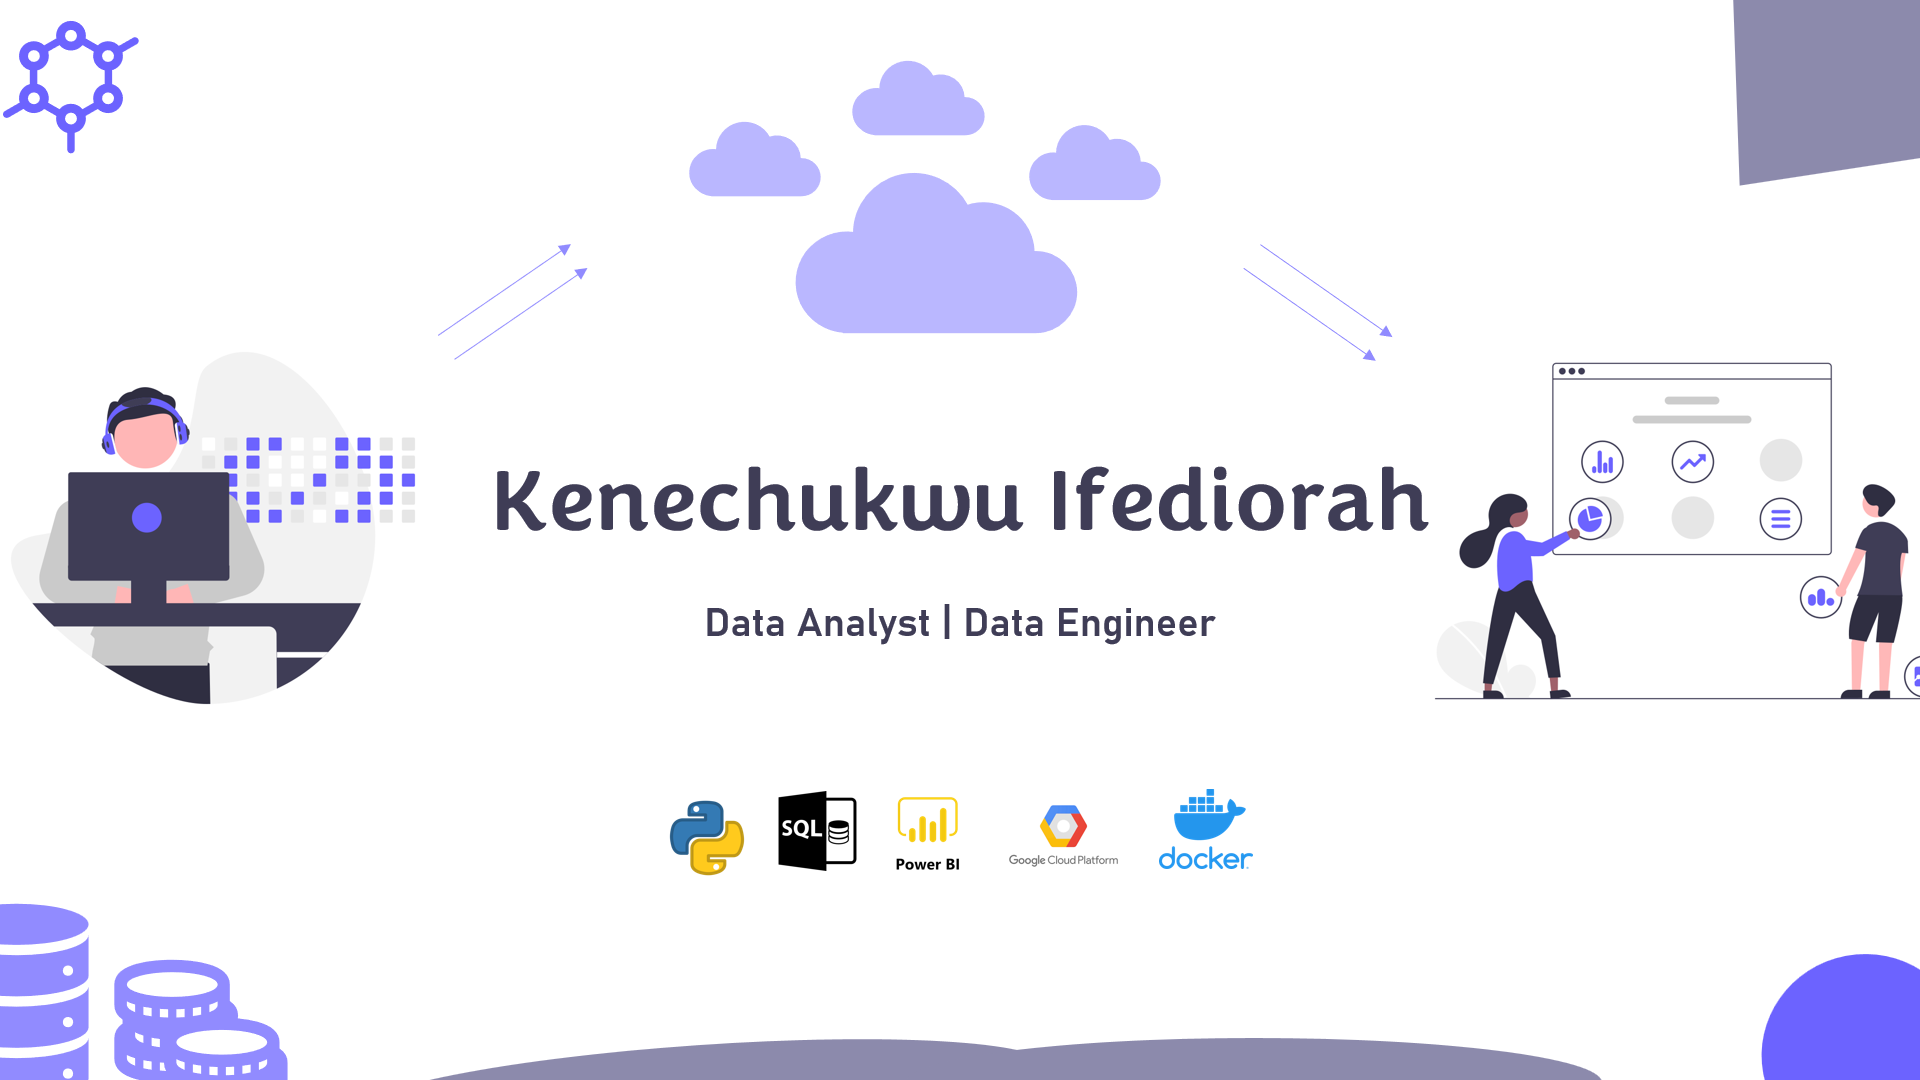 Kenechukwu Ifediorah
Data Analyst | Data Engineer
SQL
Power BI
Google Cloud Platform
docker